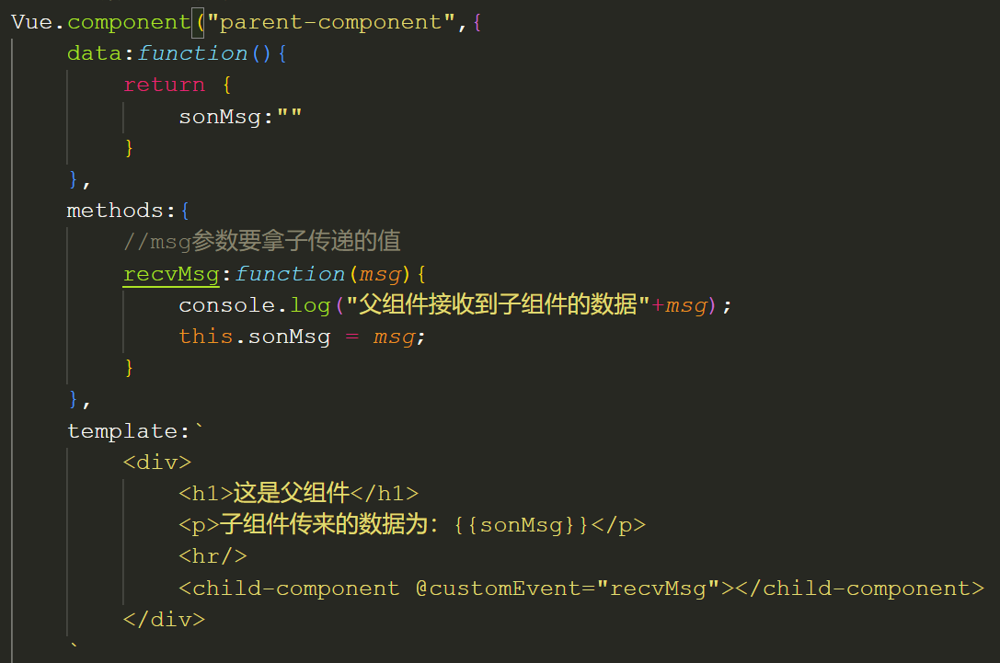 Vue.component("parent-component",{
data:function(){
return {
sonMsg:""
}
},
methods:{
//msg参数要拿子传递的值
recvMsg:function(msg){
console.log("父组件接收到子组件的数据"+msg);
this.sonMsg = msg;
}
},
template:`
<div>
<h1>这是父组件</h1>
<p>子组件传来的数据为：{{sonMsg}}</p>
<hr/>
<child-component @customEvent="recvMsg"></child-component>
</div>
`